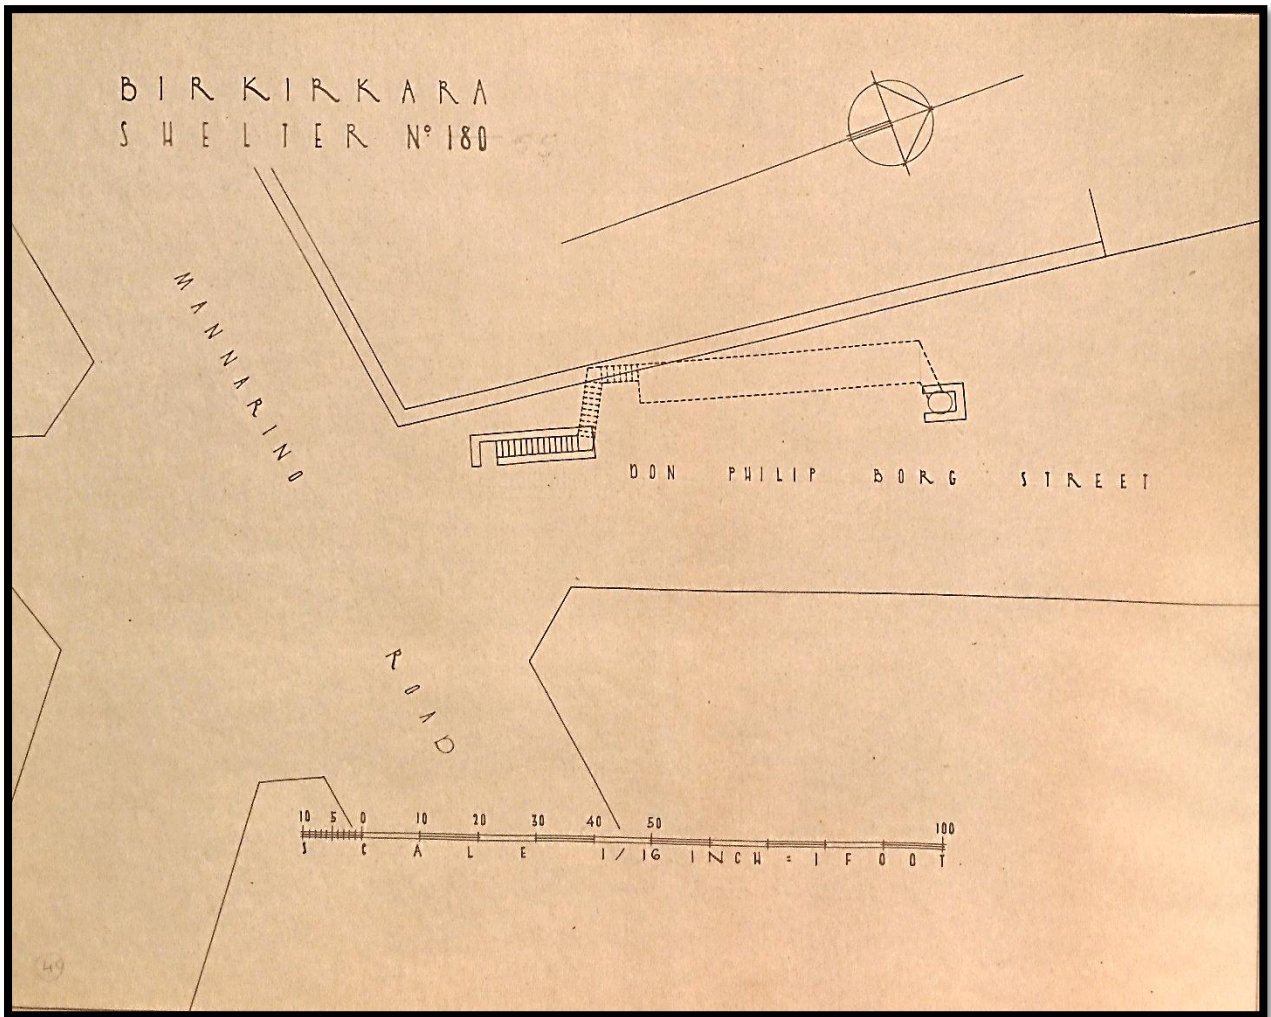 BIRKIRKARA
SHELTER Nº 180
MANNARINO
DON PHILIP BORG STREET
ROAD
10 5 0 10 20 30 40 50 100
SCALE 1/16 INCH = 1 FOOT
49